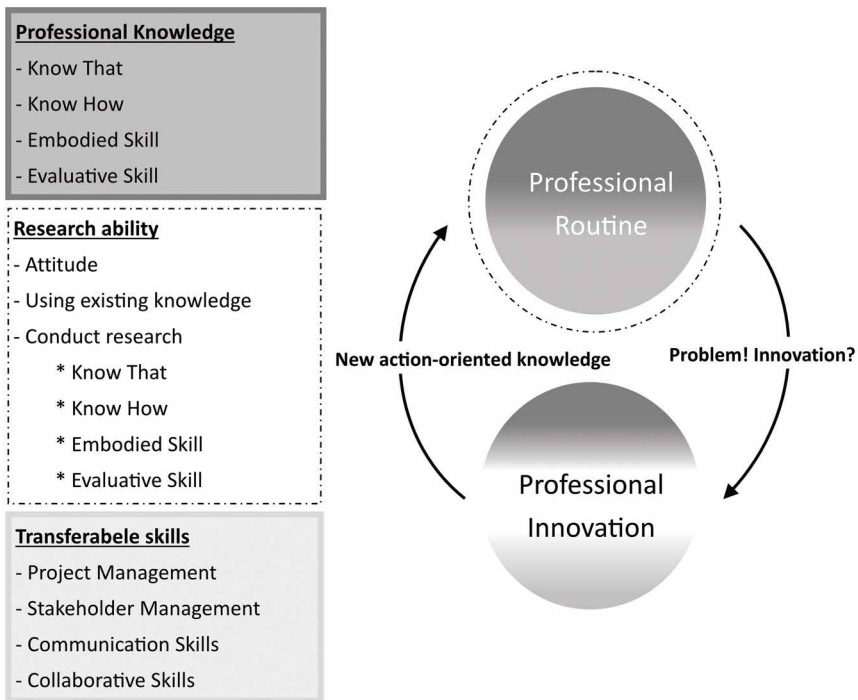 Professional Knowledge
- Know That
- Know How
- Embodied Skill
- Evaluative Skill
Research ability
- Attitude
- Using existing knowledge
- Conduct research
* Know That
* Know How
* Embodied Skill
* Evaluative Skill
Transferabele skills
- Project Management
- Stakeholder Management
- Communication Skills
- Collaborative Skills
Professional
Routine
New action-oriented knowledge
Problem! Innovation?
Professional
Innovation